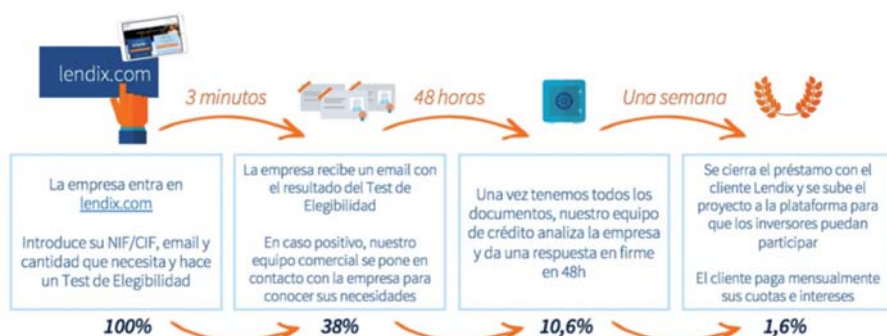 lendix.com
3 minutos
48 horas
Una semana
La empresa entra en
lendix.com
Introduce su NIF/CIF, email y
cantidad que necesita y hace
un Test de Elegibilidad
La empresa recibe un email con
el resultado del Test de
Elegibilidad
En caso positivo, nuestro
equipo comercial se pone en
contacto con la empresa para
conocer sus necesidades
Una vez tenemos todos los
documentos, nuestro equipo
de crédito analiza la empresa
y da una respuesta en firme
en 48h
Se cierra el préstamo con el
cliente Lendix y se sube el
proyecto a la plataforma para
que los inversores puedan
participar
El cliente paga mensualmente
sus cuotas e intereses
100%
38%
10,6%
1,6%